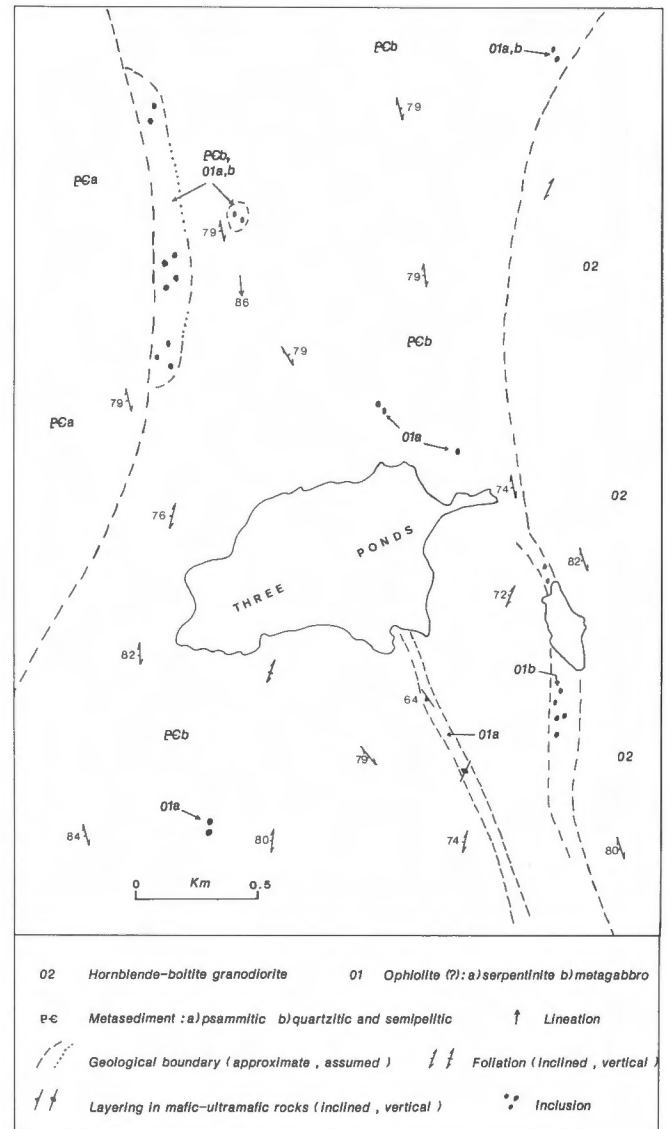 PЄb
01a,b
79
PЄb,
01a,b
PЄa
79
02
79
86
PЄb
79
79
PЄa
01a
74
02
76
THREE PONDS
82
72
82
01b
64
01a
PЄb
79
02
01a
84
80
74
80
0 Km 0.5
02 Hornblende-boitite granodiorite 01 Ophiolite (?): a) serpentinite b) metagabbro
PЄ Metasediment : a) psammitic b) quartzitic and semipelitic Lineation
Geological boundary ( approximate , assumed ) Foliation ( inclined , vertical )
Layering in mafic-ultramafic rocks ( inclined , vertical ) Inclusion